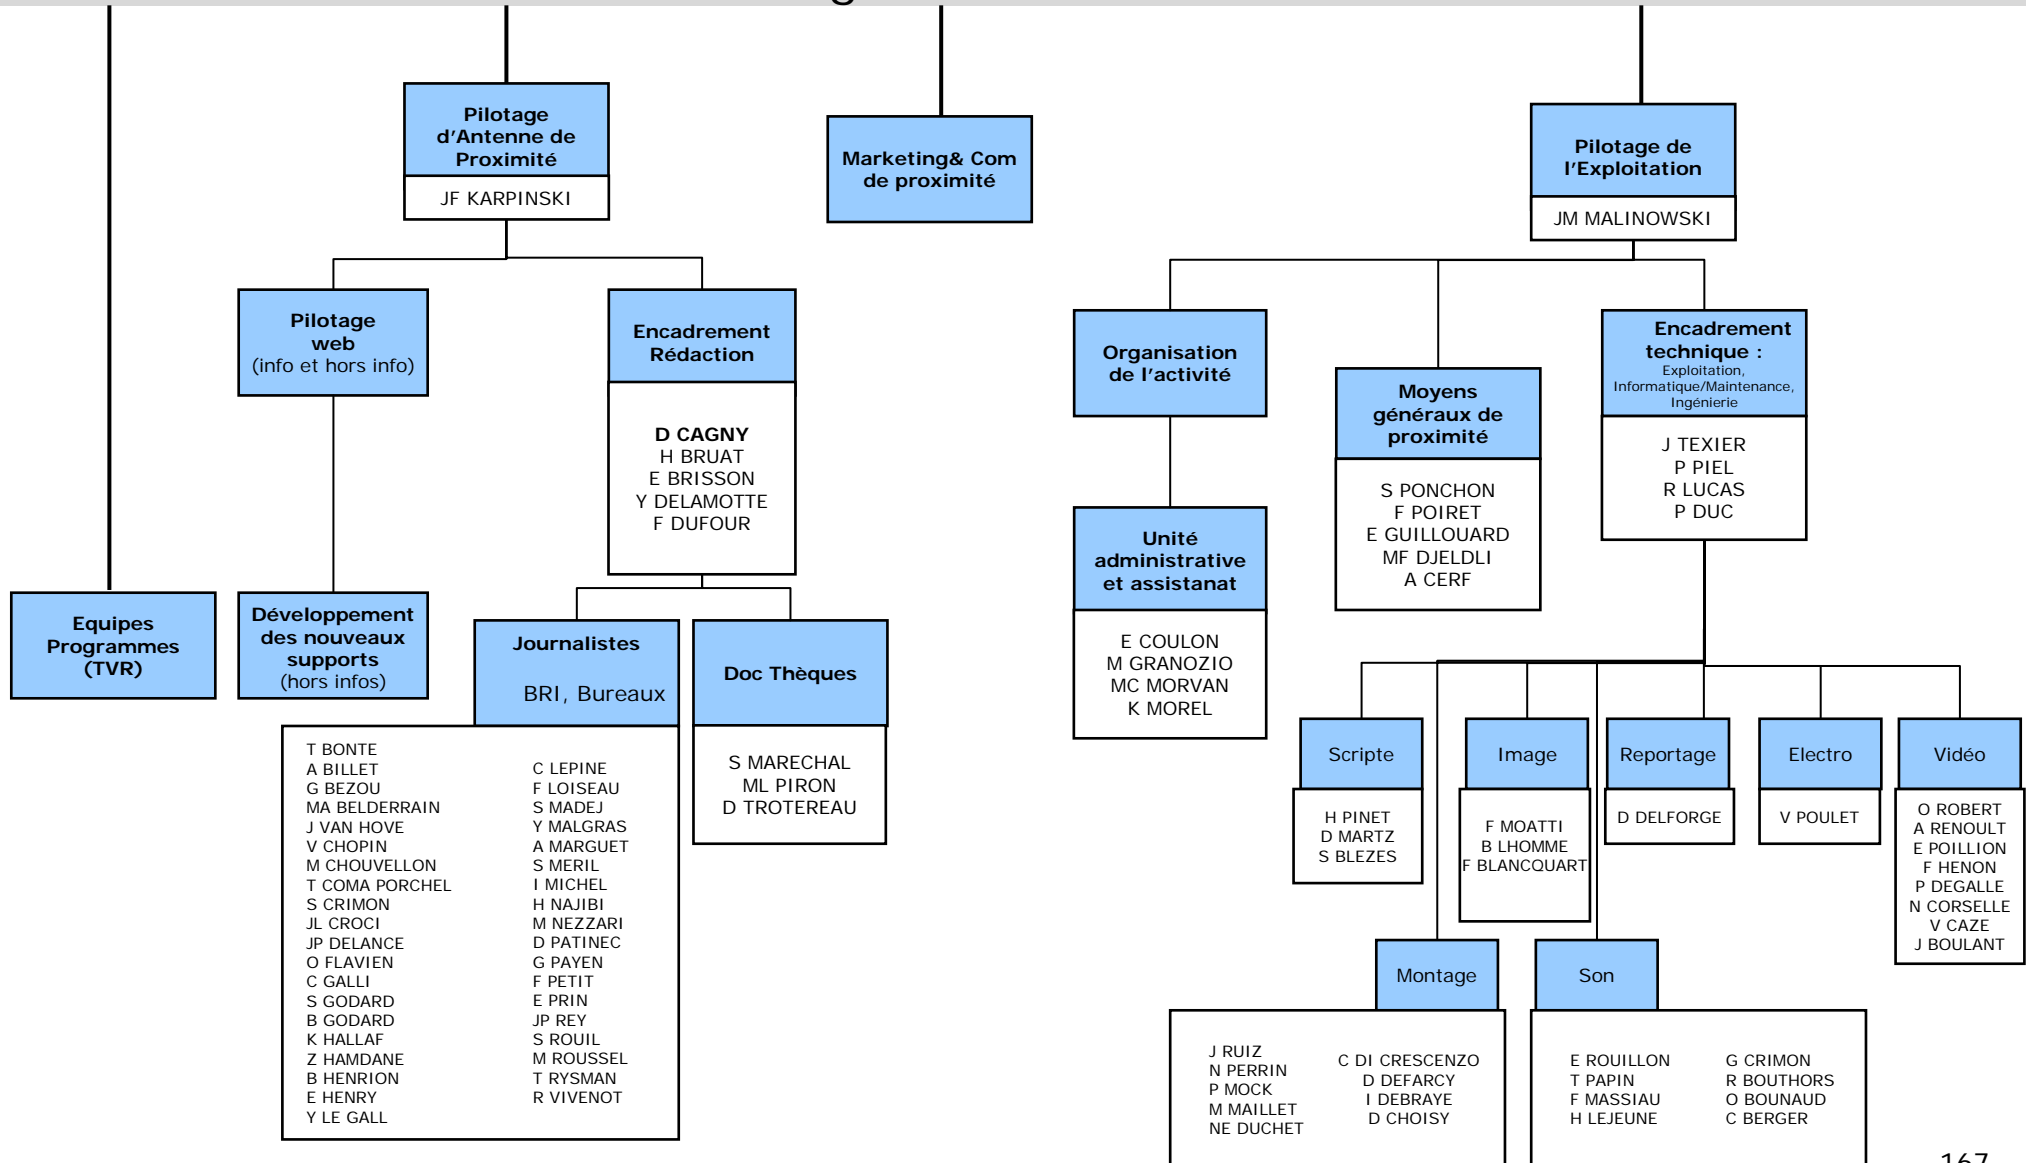 Pilotage
d'Antenne de
Proximité
JF KARPINSKI
Marketing& Com
de proximité
Pilotage de
l'Exploitation
JM MALINOWSKI
Pilotage
web
(info et hors info)
Encadrement
Rédaction
D CAGNY
H BRUAT
E BRISSON
Y DELAMOTTE
F DUFOUR
Organisation
de l'activité
Moyens
généraux de
proximité
S PONCHON
F POIRET
E GUILLOUARD
MF DJELDLI
A CERF
Encadrement
technique :
Exploitation,
Informatique/Maintenance,
Ingénierie
J TEXIER
P PIEL
R LUCAS
P DUC
Unité
administrative
et assistanat
E COULON
M GRANOZIO
MC MORVAN
K MOREL
Equipes
Programmes
(TVR)
Développement
des nouveaux
supports
(hors infos)
Journalistes
BRI, Bureaux
T BONTE
A BILLET
G BEZOU
MA BELDERRAIN
J VAN HOVE
V CHOPIN
M CHOUVELLON
T COMA PORCHEL
S CRIMON
JL CROCI
JP DELANCE
O FLAVIEN
C GALLI
S GODARD
B GODARD
K HALLAF
Z HAMDANE
B HENRION
E HENRY
Y LE GALL
C LEPINE
F LOISEAU
S MADEJ
Y MALGRAS
A MARGUET
S MERIL
I MICHEL
H NAJIBI
M NEZZARI
D PATINEC
G PAYEN
F PETIT
E PRIN
JP REY
S ROUIL
M ROUSSEL
T RYSMAN
R VIVENOT
Doc Thèques
S MARECHAL
ML PIRON
D TROTEREAU
Scripte
H PINET
D MARTZ
S BLEZES
Image
F MOATTI
B LHOMME
F BLANCQUART
Reportage
D DELFORGE
Electro
V POULET
Vidéo
O ROBERT
A RENOULT
E POILLION
F HENON
P DEGALLE
N CORSELLE
V CAZE
J BOULANT
Montage
J RUIZ
N PERRIN
P MOCK
M MAILLET
NE DUCHET
C DI CRESCENZO
D DEFARCY
I DEBRAYE
D CHOISY
Son
E ROUILLON
T PAPIN
F MASSIAU
H LEJEUNE
G CRIMON
R BOUTHORS
O BOUNAUD
C BERGER
167